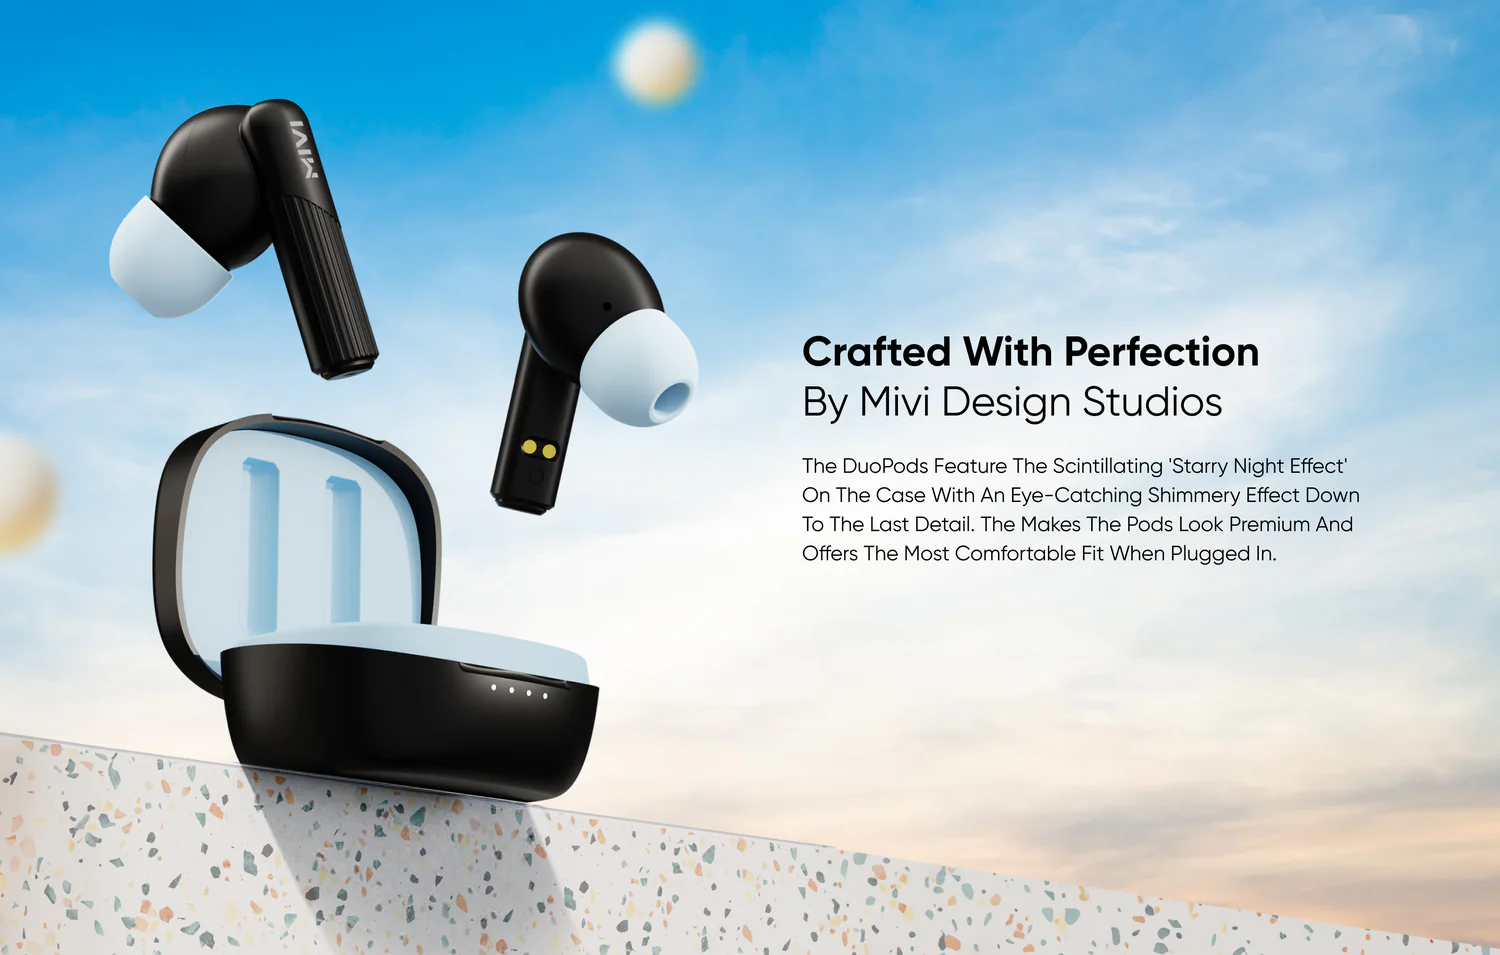 MIVI
Crafted With Perfection
By Mivi Design Studios
The DuoPods Feature The Scintillating 'Starry Night Effect'
On The Case With An Eye-Catching Shimmery Effect Down
To The Last Detail. The Makes The Pods Look Premium And
Offers The Most Comfortable Fit When Plugged In.